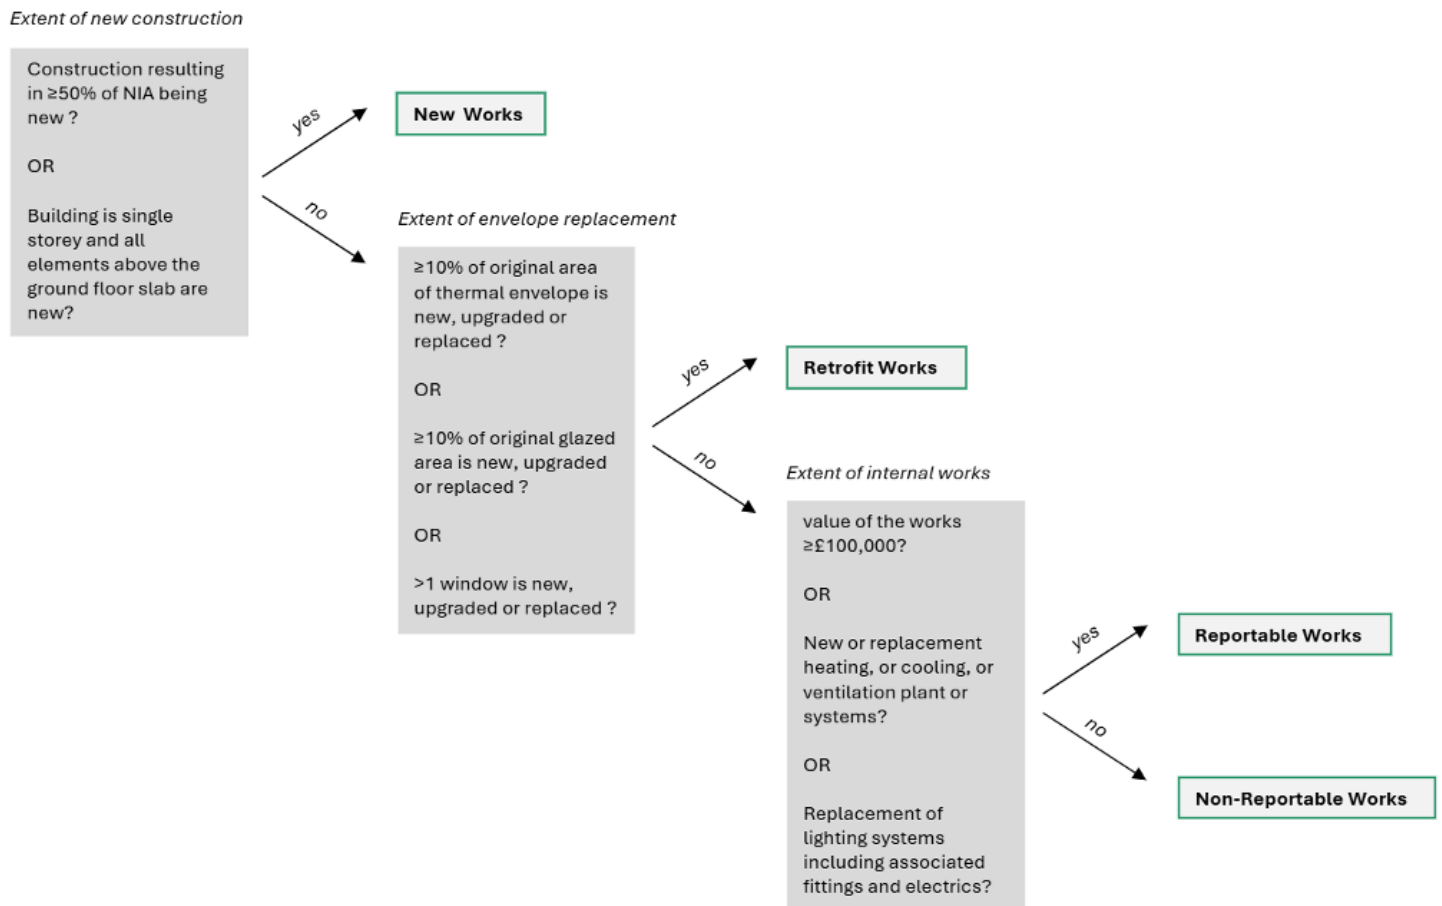 Extent of new construction
Construction resulting
in ≥50% of NIA being
new ?
OR
Building is single
storey and all
elements above the
ground floor slab are
new?
yes
New Works
no
Extent of envelope replacement
≥10% of original area
of thermal envelope is
new, upgraded or
replaced ?
OR
≥10% of original glazed
area is new, upgraded
or replaced ?
OR
>1 window is new,
upgraded or replaced ?
yes
Retrofit Works
no
Extent of internal works
value of the works
≥£100,000?
OR
New or replacement
heating, or cooling, or
ventilation plant or
systems?
OR
Replacement of
lighting systems
including associated
fittings and electrics?
yes
Reportable Works
no
Non-Reportable Works